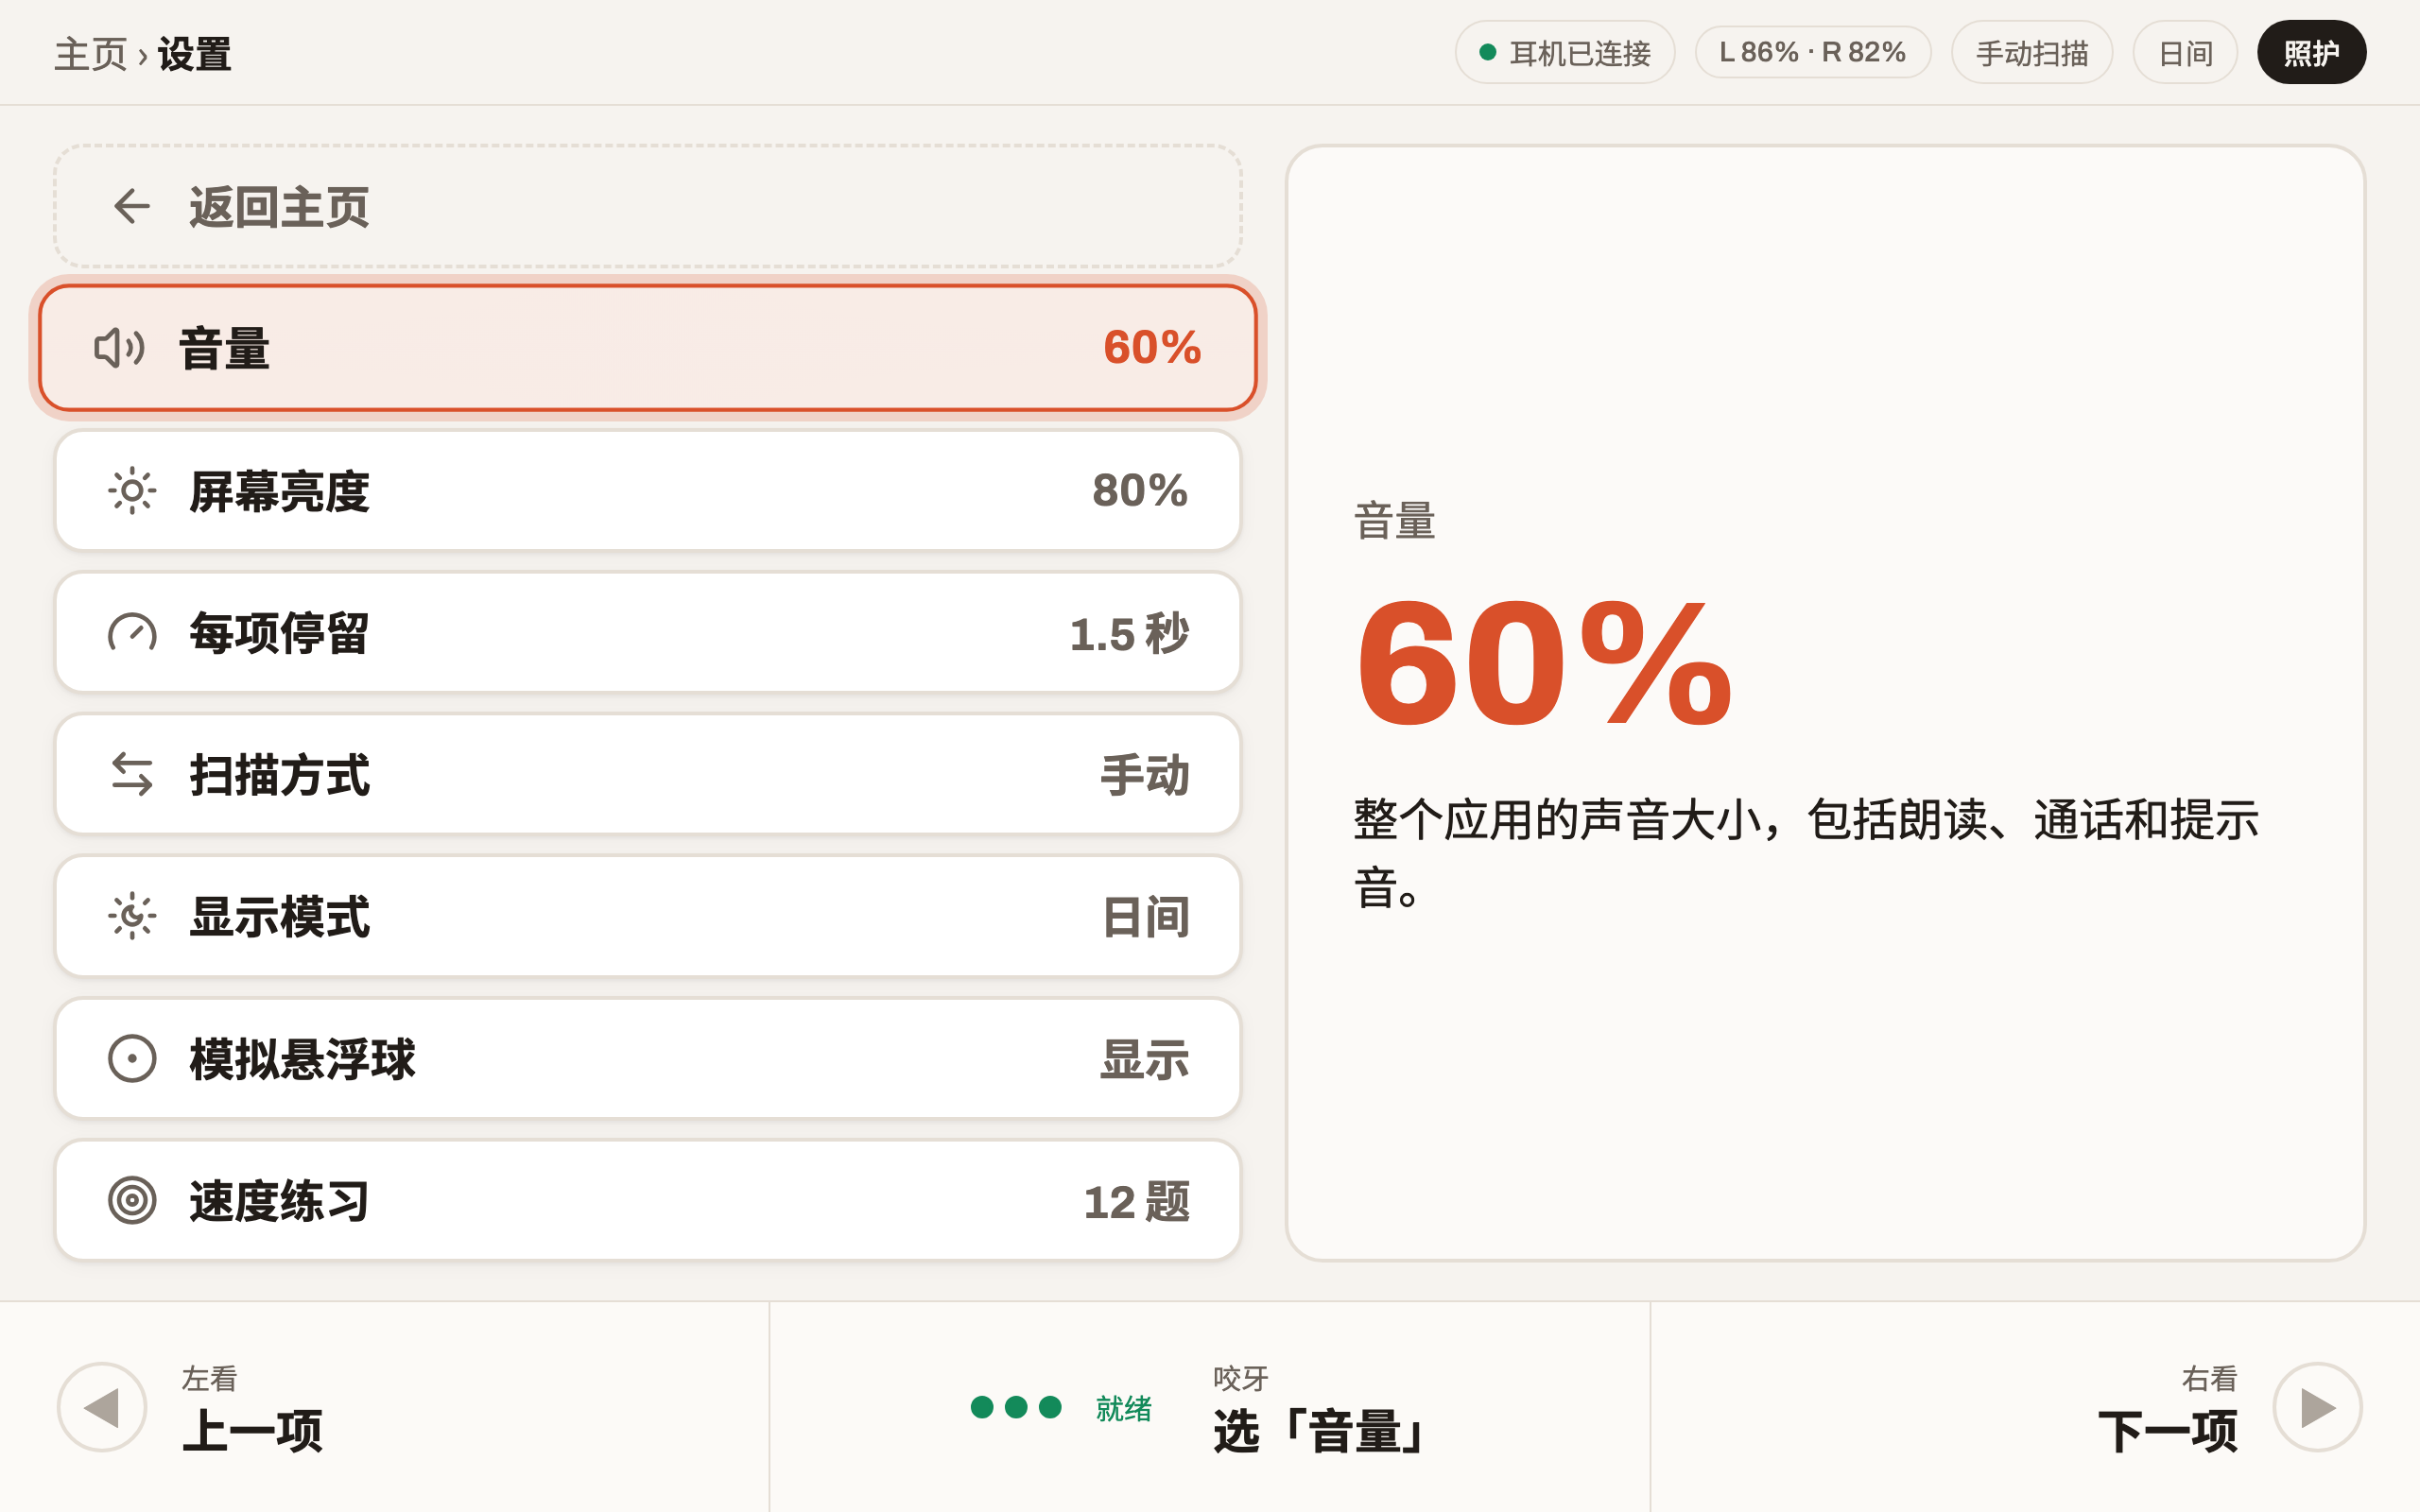 主页 › 设置
耳机已连接
L 86% · R 82%
手动扫描
日间
照护
返回主页
音量 60%
屏幕亮度 80%
每项停留 1.5 秒
扫描方式 手动
显示模式 日间
模拟悬浮球 显示
速度练习 12 题
音量
60%
整个应用的声音大小，包括朗读、通话和提示
音。
左看
上一项
就绪
咬牙
选「音量」
右看
下一项